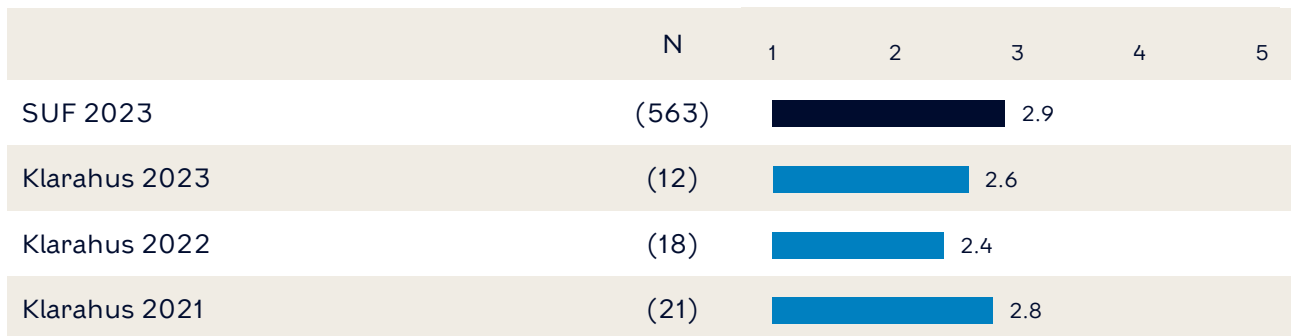 N 1 2 3 4 5
SUF 2023 (563) 2.9
Klarahus 2023 (12) 2.6
Klarahus 2022 (18) 2.4
Klarahus 2021 (21) 2.8